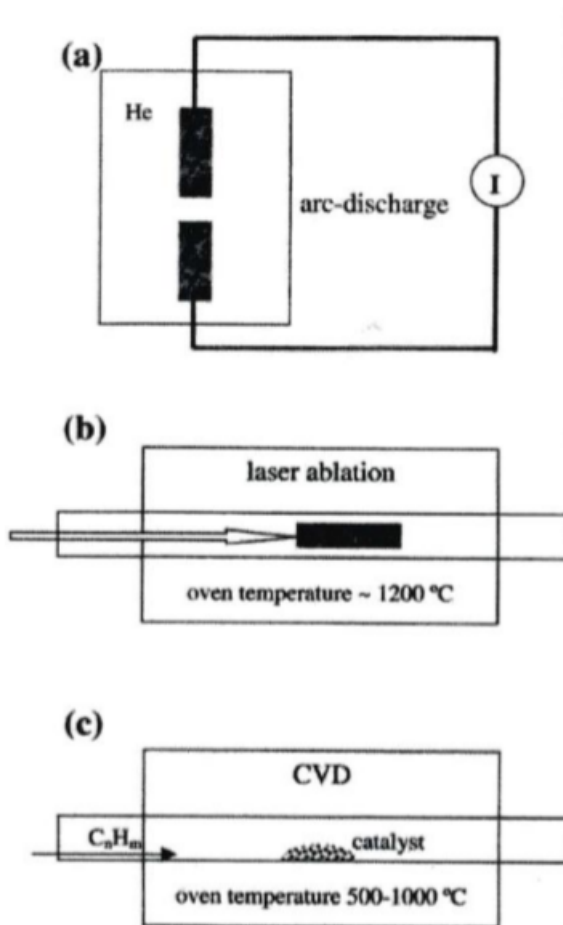 (a)
He
I
arc-discharge
(b)
laser ablation
oven temperature ~ 1200 ºC
(c)
CVD
CₙHₘ
catalyst
oven temperature 500-1000 ºC